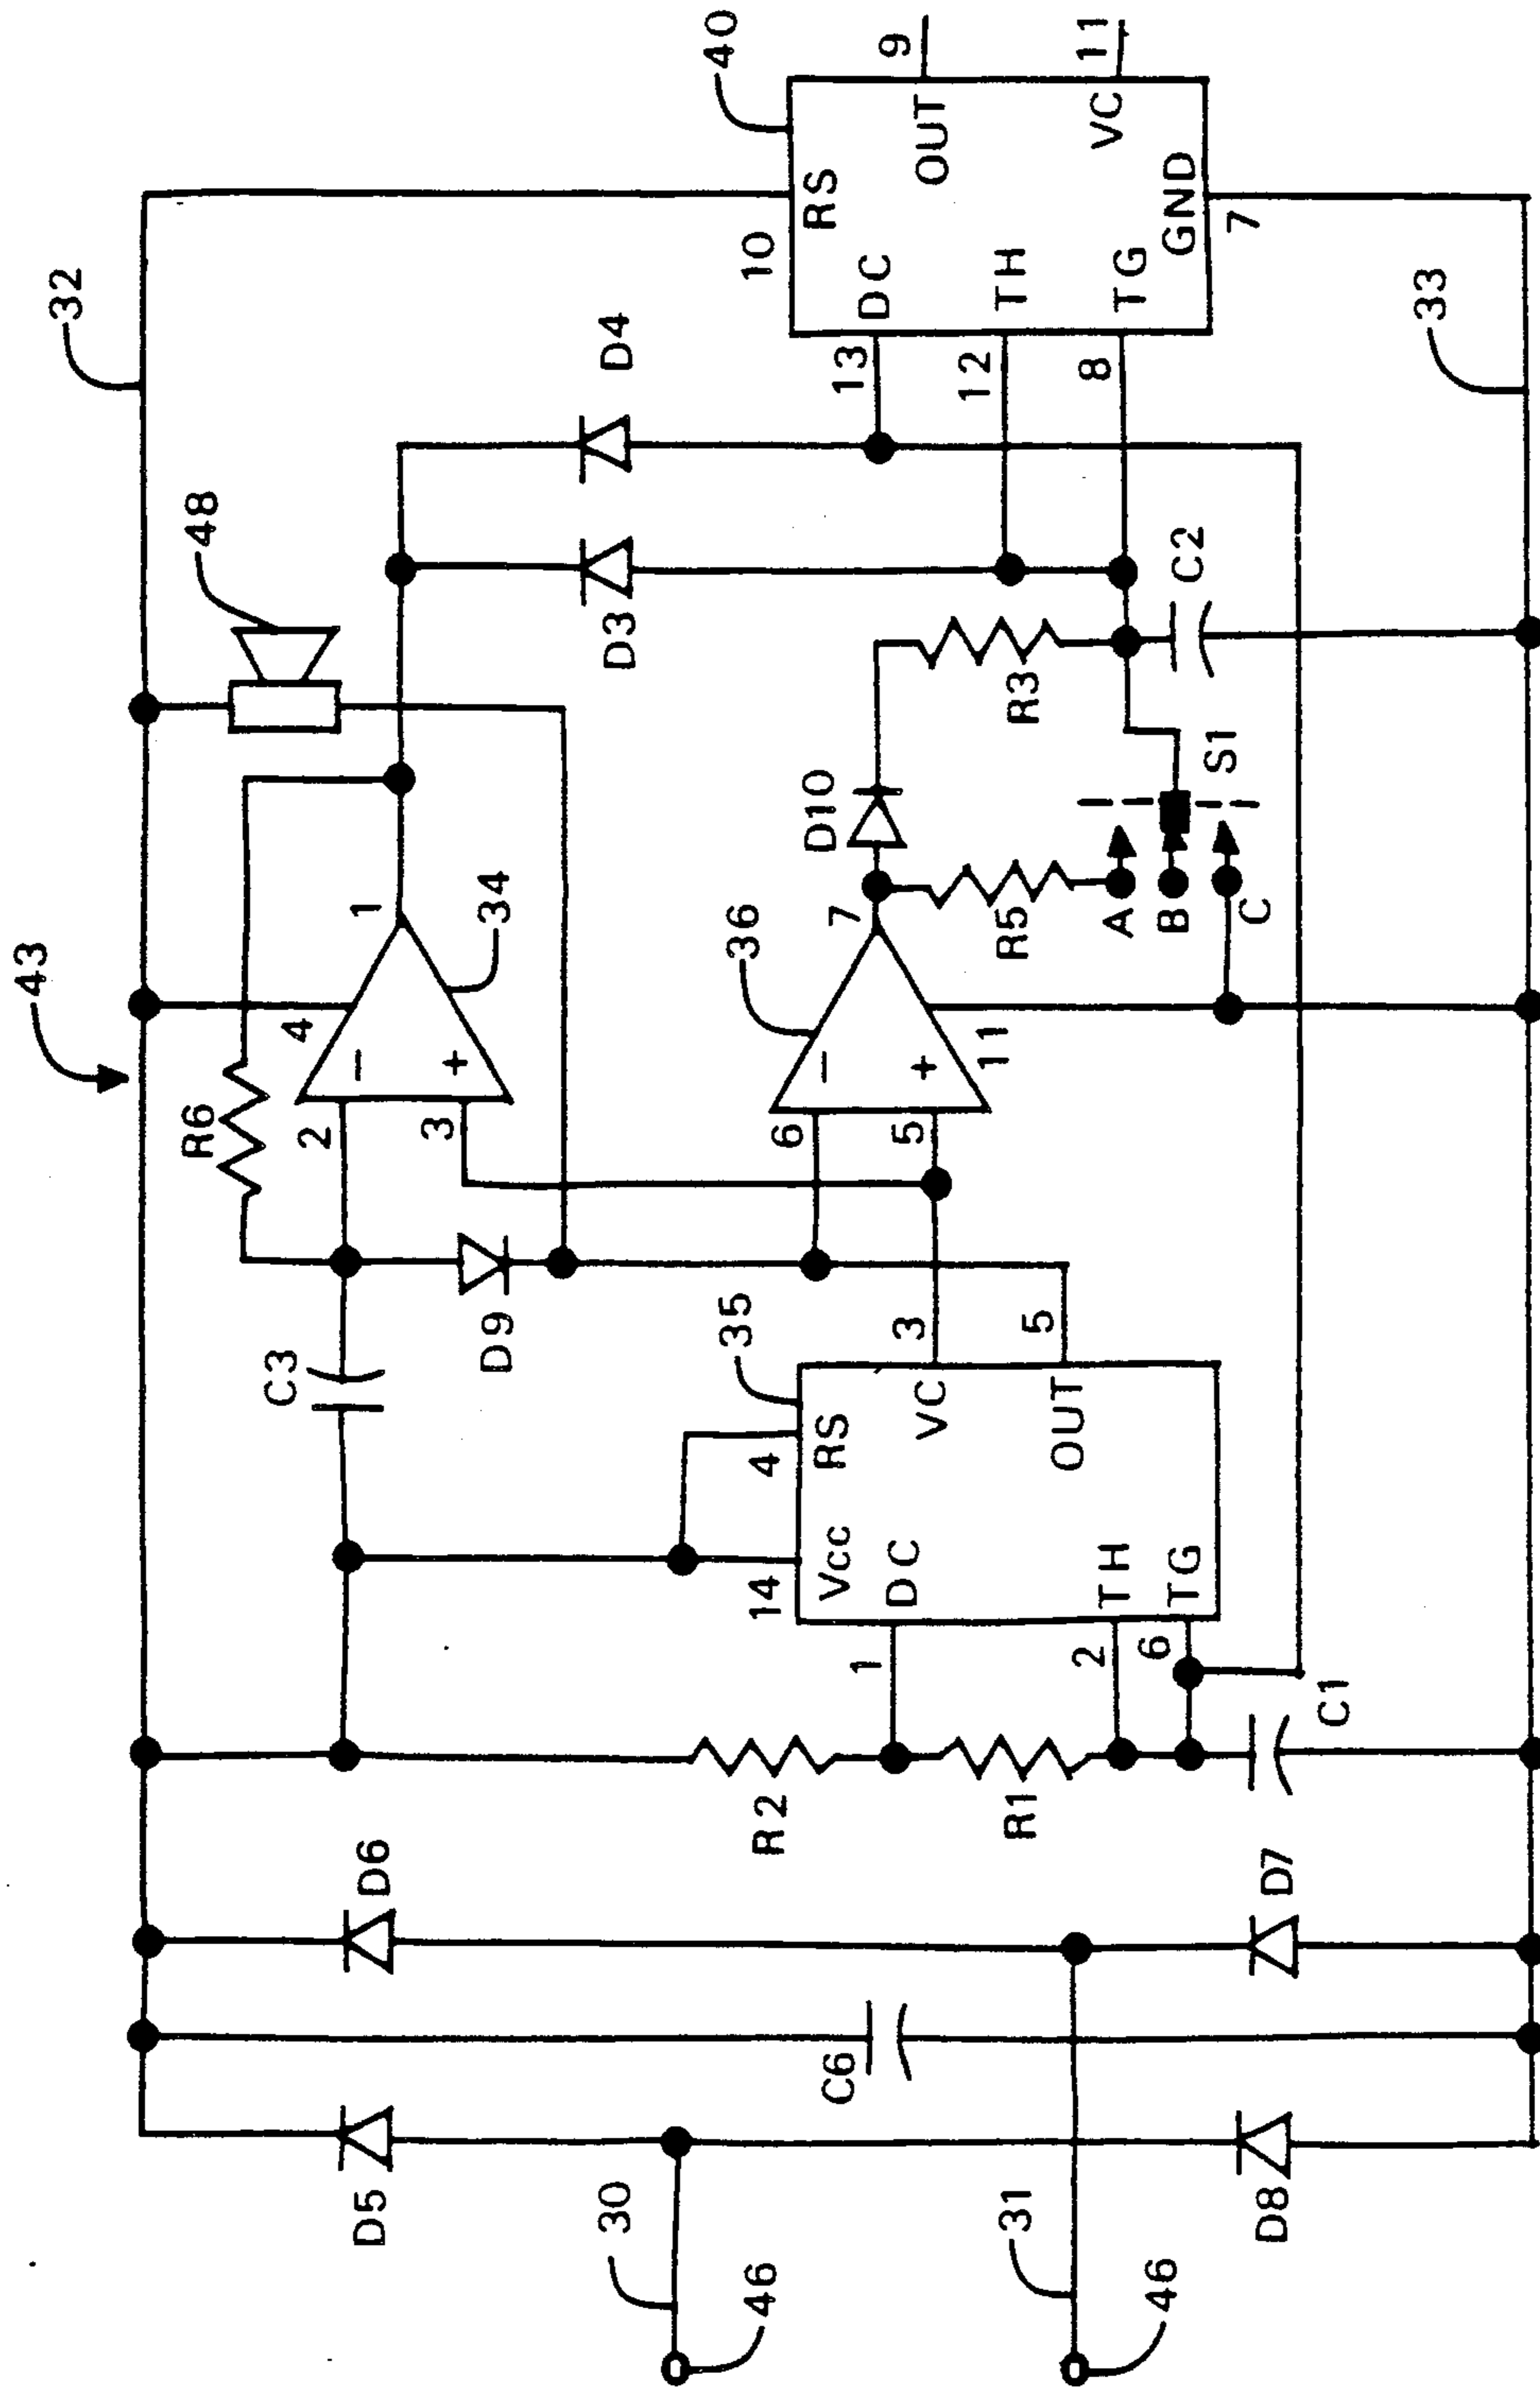 43
32
48
40
R6
C3
D9
2
3
4
−
+
34
1
D3
D4
10
RS
DC
OUT
9
TH
TG
VC
11
GND
7
13
12
8
36
6
5
−
+
11
7
D10
R5
R3
A
B
C
S1
C2
33
35
14
4
Vcc
RS
DC
VC
3
TH
TG
OUT
5
1
2
6
R2
R1
C1
D6
D7
C6
D5
D8
30
46
31
46